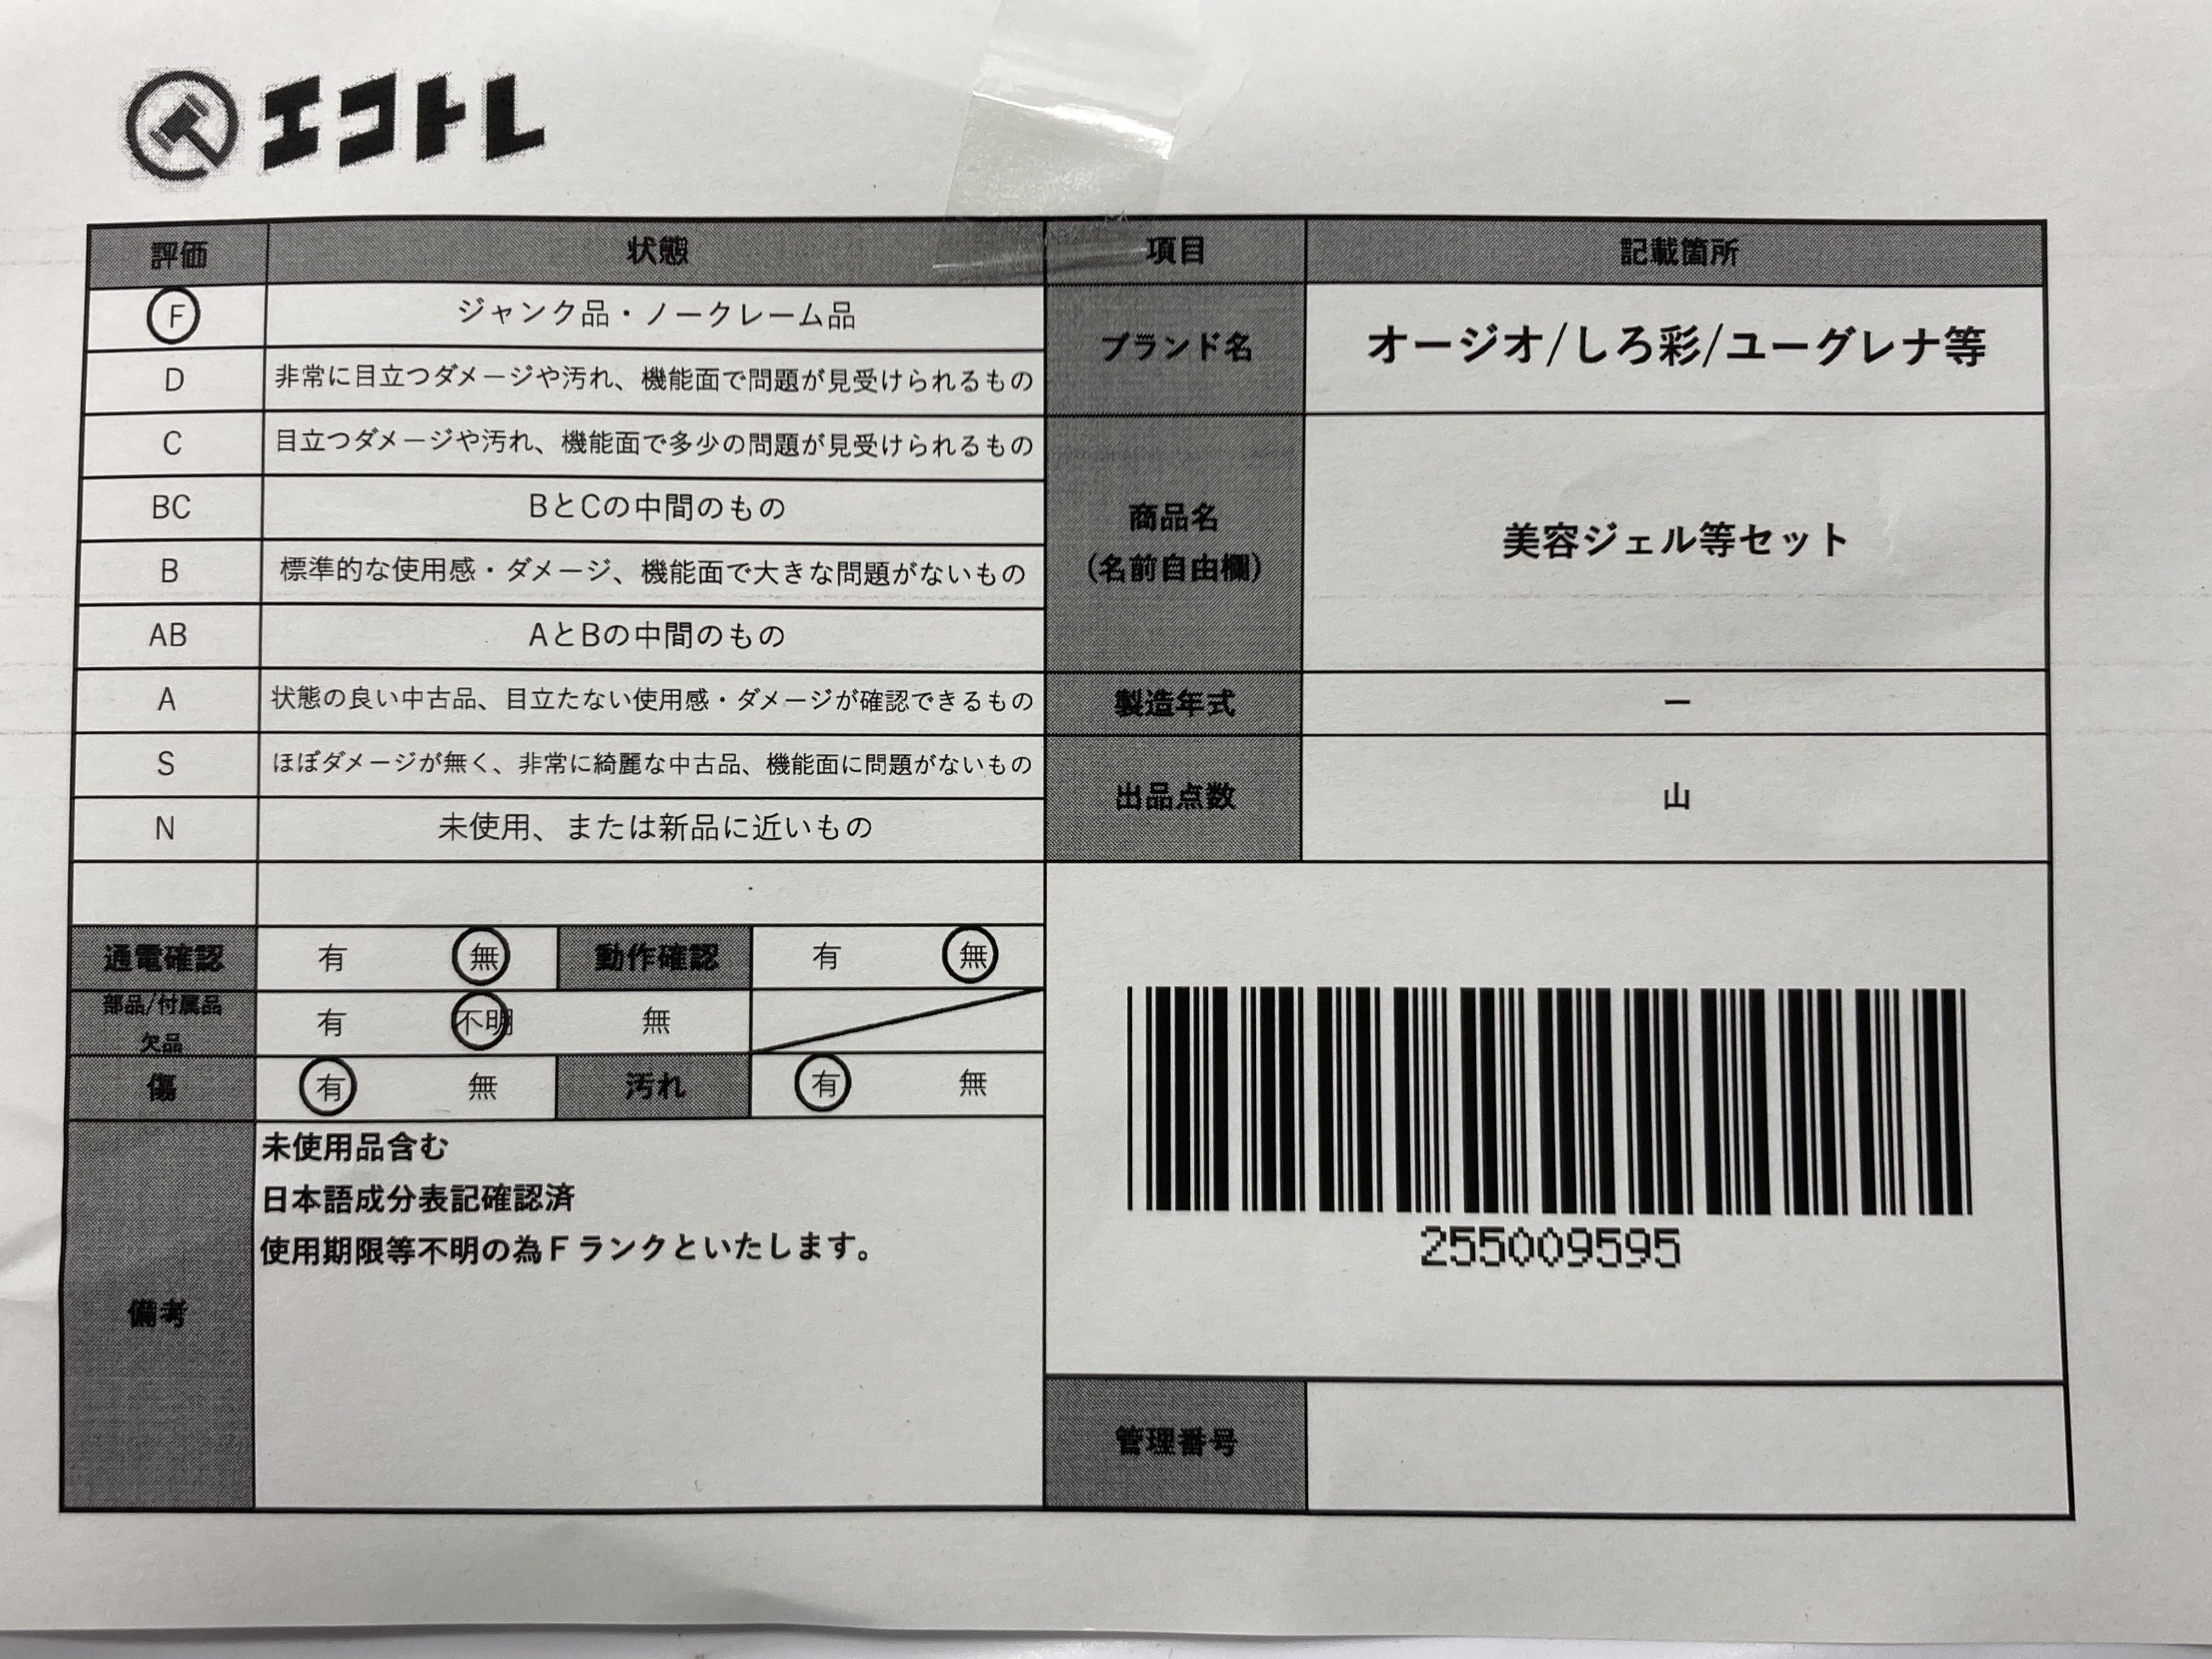 エコトレ
評価 状態 項目 記載箇所
F ジャンク品・ノークレーム品
D 非常に目立つダメージや汚れ、機能面で問題が見受けられるもの
C 目立つダメージや汚れ、機能面で多少の問題が見受けられるもの
BC BとCの中間のもの
B 標準的な使用感・ダメージ、機能面で大きな問題がないもの
AB AとBの中間のもの
A 状態の良い中古品、目立たない使用感・ダメージが確認できるもの
S ほぼダメージが無く、非常に綺麗な中古品、機能面に問題がないもの
N 未使用、または新品に近いもの
ブランド名 オージオ/しろ彩/ユーグレナ等
商品名
(名前自由欄)
美容ジェル等セット
製造年式 ー
出品点数 山
通電確認 有 無 動作確認 有 無
部品/付属品
欠品
有 不明 無
傷 有 無 汚れ 有 無
備考
未使用品含む
日本語成分表記確認済
使用期限等不明の為Fランクといたします。
255009595
管理番号